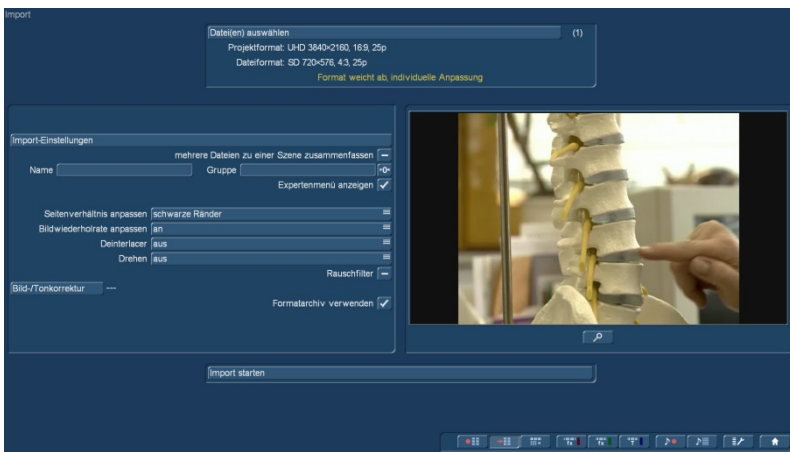 Import
Datei(en) auswählen (1)
Projektformat: UHD 3840×2160, 16:9, 25p
Dateiformat: SD 720×576, 4:3, 25p
Format weicht ab, individuelle Anpassung
Import-Einstellungen
mehrere Dateien zu einer Szene zusammenfassen
Name Gruppe
Expertenmenü anzeigen
Seitenverhältnis anpassen schwarze Ränder
Bildwiederholrate anpassen an
Deinterlacer aus
Drehen aus
Rauschfilter
Bild-/Tonkorrektur ---
Formatarchiv verwenden
Import starten